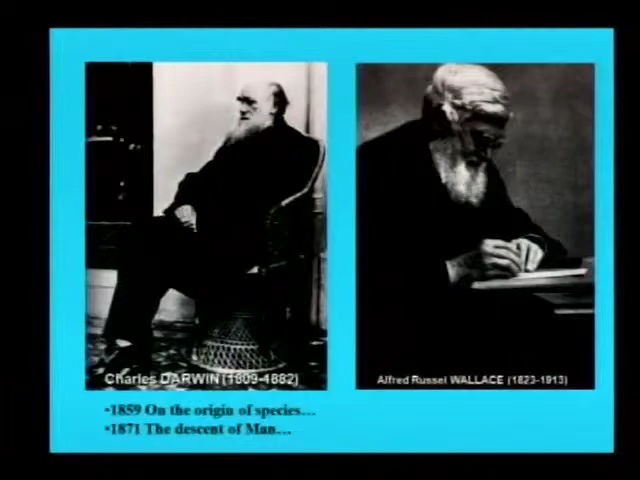 Charles DARWIN (1809-1882)
Alfred Russel WALLACE (1823-1913)
•1859 On the origin of species…
•1871 The descent of Man…